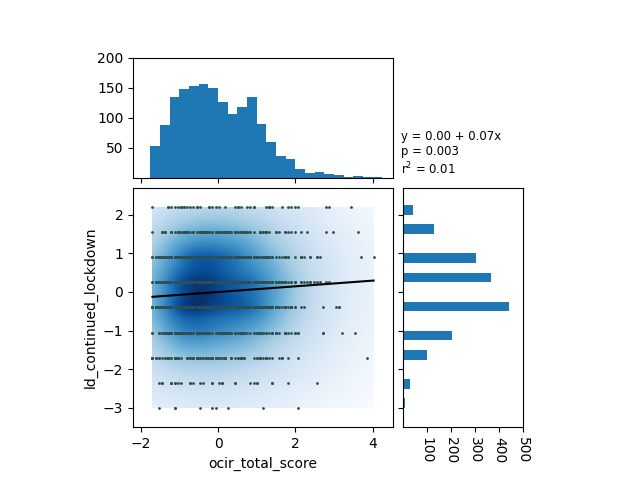 200
150
100
50
y = 0.00 + 0.07x
p = 0.003
r² = 0.01
2
1
0
−1
−2
−3
ld_continued_lockdown
−2 0 2 4
ocir_total_score
100 200 300 400 500